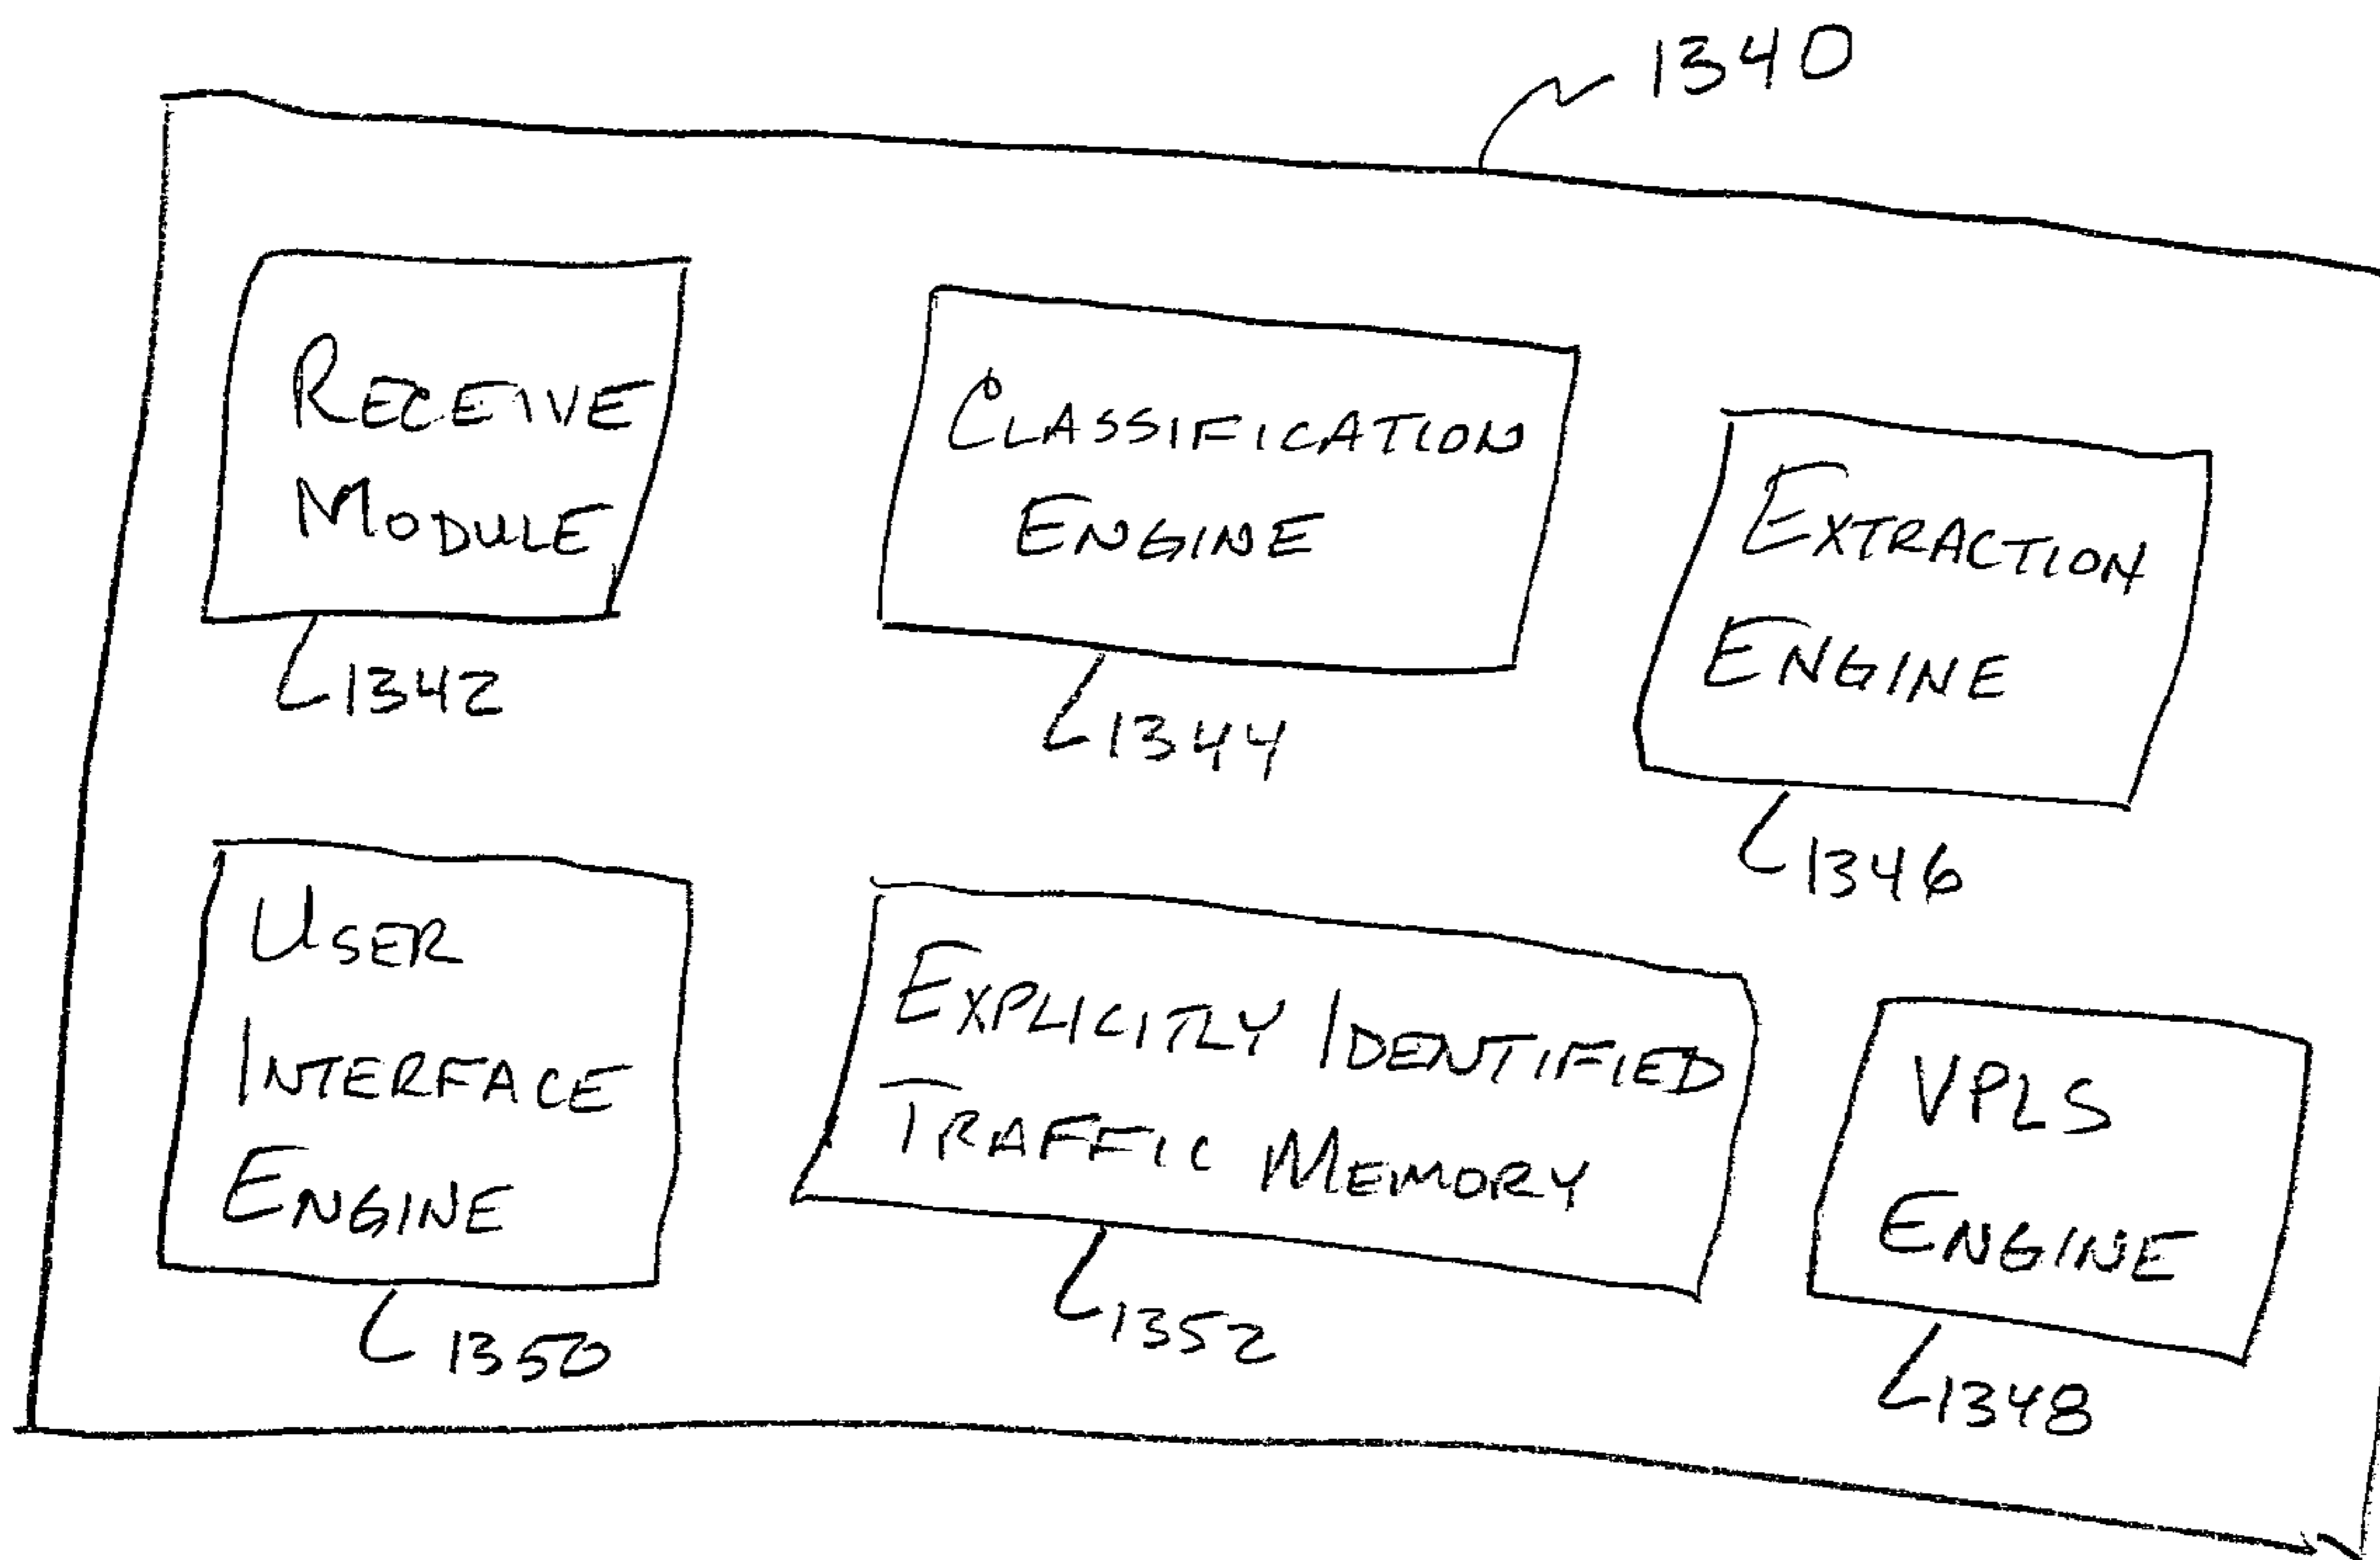 1340
RECEIVE
MODULE
1342
CLASSIFICATION
ENGINE
1344
EXTRACTION
ENGINE
1346
USER
INTERFACE
ENGINE
1350
EXPLICITLY IDENTIFIED
TRAFFIC MEMORY
1352
VPLS
ENGINE
1348